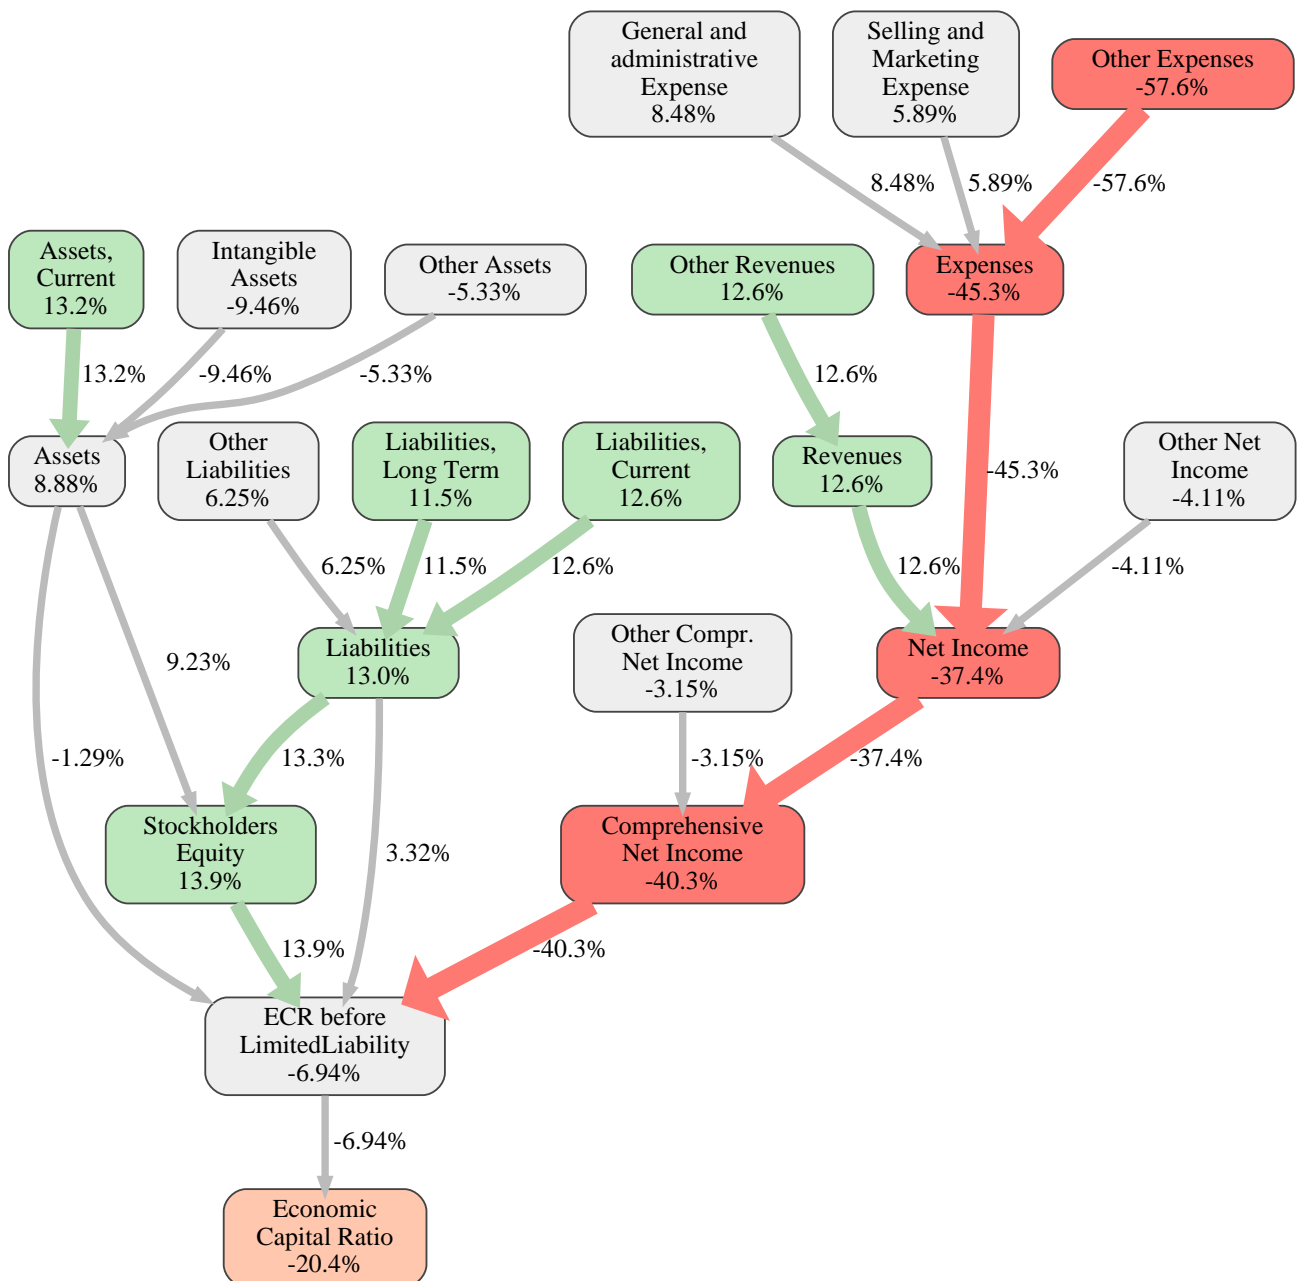 General and
administrative
Expense
8.48%
Selling and
Marketing
Expense
5.89%
Other Expenses
-57.6%
8.48%
5.89%
-57.6%
Assets,
Current
13.2%
Intangible
Assets
-9.46%
Other Assets
-5.33%
Other Revenues
12.6%
Expenses
-45.3%
13.2%
-9.46%
-5.33%
12.6%
Assets
8.88%
Other
Liabilities
6.25%
Liabilities,
Long Term
11.5%
Liabilities,
Current
12.6%
Revenues
12.6%
-45.3%
Other Net
Income
-4.11%
6.25%
11.5%
12.6%
12.6%
-4.11%
9.23%
Liabilities
13.0%
Other Compr.
Net Income
-3.15%
Net Income
-37.4%
-1.29%
13.3%
-3.15%
-37.4%
Stockholders
Equity
13.9%
3.32%
Comprehensive
Net Income
-40.3%
13.9%
-40.3%
ECR before
LimitedLiability
-6.94%
-6.94%
Economic
Capital Ratio
-20.4%